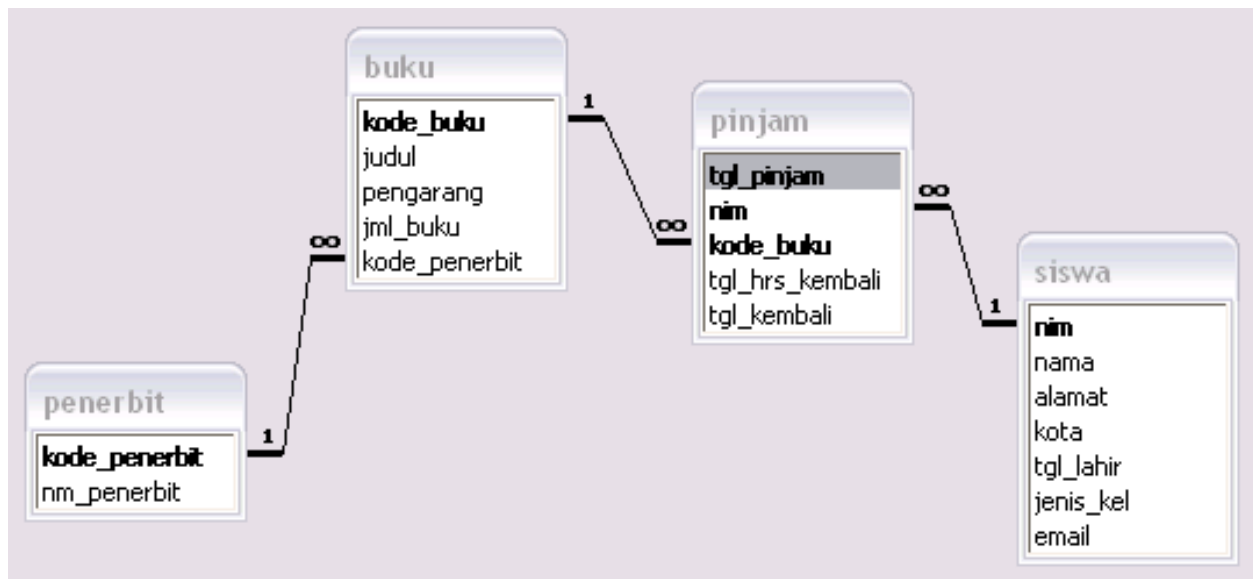 buku
kode_buku
judul
pengarang
jml_buku
kode_penerbit
1
∞
pinjam
tgl_pinjam
nim
kode_buku
tgl_hrs_kembali
tgl_kembali
∞
∞
1
siswa
nim
nama
alamat
kota
tgl_lahir
jenis_kel
email
penerbit
kode_penerbit
nm_penerbit
1